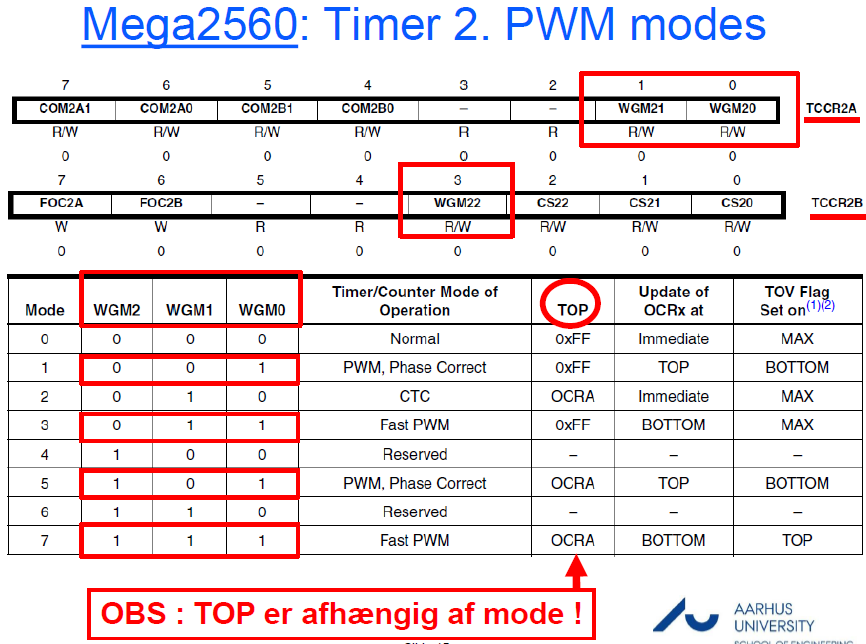 Mega2560: Timer 2. PWM modes
7 6 5 4 3 2 1 0
COM2A1 COM2A0 COM2B1 COM2B0 – – WGM21 WGM20 TCCR2A
R/W R/W R/W R/W R R R/W R/W
0 0 0 0 0 0 0 0
7 6 5 4 3 2 1 0
FOC2A FOC2B – – WGM22 CS22 CS21 CS20 TCCR2B
W W R R R/W R/W R/W R/W
0 0 0 0 0 0 0 0
Timer/Counter Mode of Update of TOV Flag
Mode WGM2 WGM1 WGM0 Operation TOP OCRx at Set on(1)(2)
0 0 0 0 Normal 0xFF Immediate MAX
1 0 0 1 PWM, Phase Correct 0xFF TOP BOTTOM
2 0 1 0 CTC OCRA Immediate MAX
3 0 1 1 Fast PWM 0xFF BOTTOM MAX
4 1 0 0 Reserved – – –
5 1 0 1 PWM, Phase Correct OCRA TOP BOTTOM
6 1 1 0 Reserved – – –
7 1 1 1 Fast PWM OCRA BOTTOM TOP
OBS : TOP er afhængig af mode !
AARHUS
UNIVERSITY
SCHOOL OF ENGINEERING